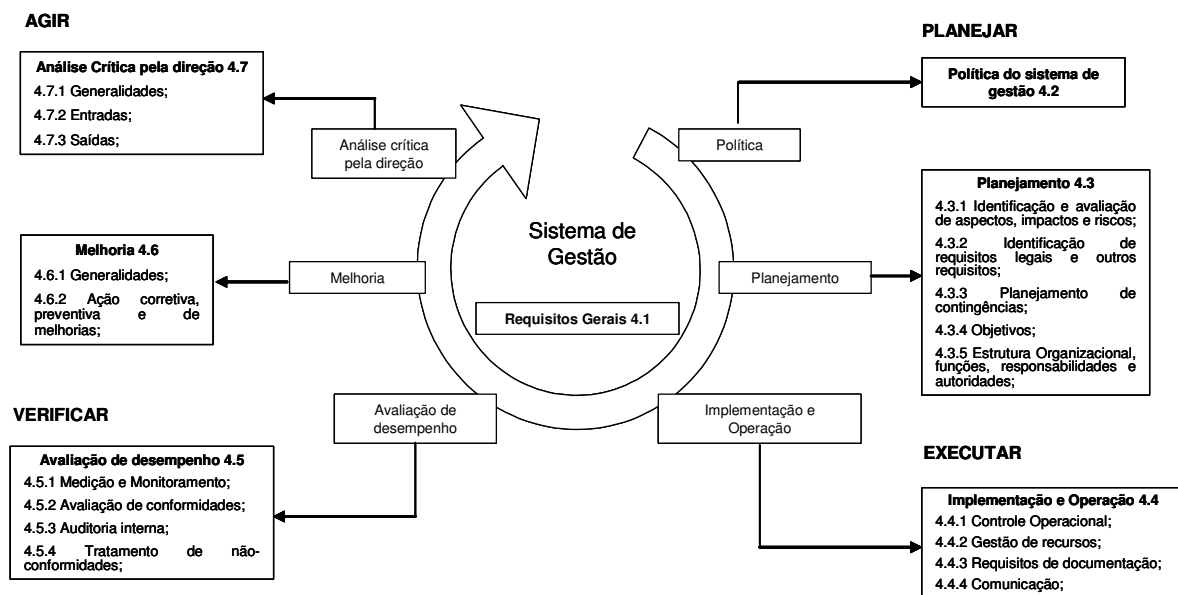 AGIR
Análise Crítica pela direção 4.7
4.7.1 Generalidades;
4.7.2 Entradas;
4.7.3 Saídas;
Análise crítica
pela direção
Melhoria 4.6
4.6.1 Generalidades;
4.6.2 Ação corretiva,
preventiva e de
melhorias;
Melhoria
VERIFICAR
Avaliação de desempenho 4.5
4.5.1 Medição e Monitoramento;
4.5.2 Avaliação de conformidades;
4.5.3 Auditoria interna;
4.5.4 Tratamento de não-
conformidades;
Avaliação de
desempenho
Sistema de
Gestão
Requisitos Gerais 4.1
PLANEJAR
Política do sistema de
gestão 4.2
Política
Planejamento 4.3
4.3.1 Identificação e avaliação
de aspectos, impactos e riscos;
4.3.2 Identificação de
requisitos legais e outros
requisitos;
4.3.3 Planejamento de
contingências;
4.3.4 Objetivos;
4.3.5 Estrutura Organizacional,
funções, responsabilidades e
autoridades;
Planejamento
Implementação e
Operação
EXECUTAR
Implementação e Operação 4.4
4.4.1 Controle Operacional;
4.4.2 Gestão de recursos;
4.4.3 Requisitos de documentação;
4.4.4 Comunicação;